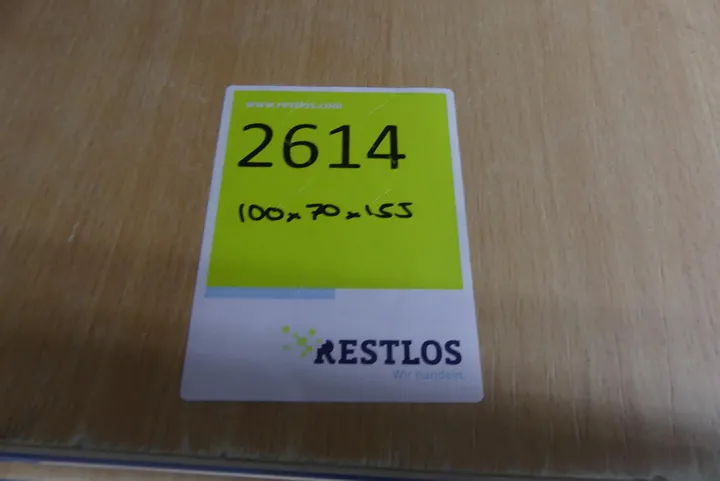 www.restlos.com
2614
100x70x155
RESTLOS
Wir handeln.